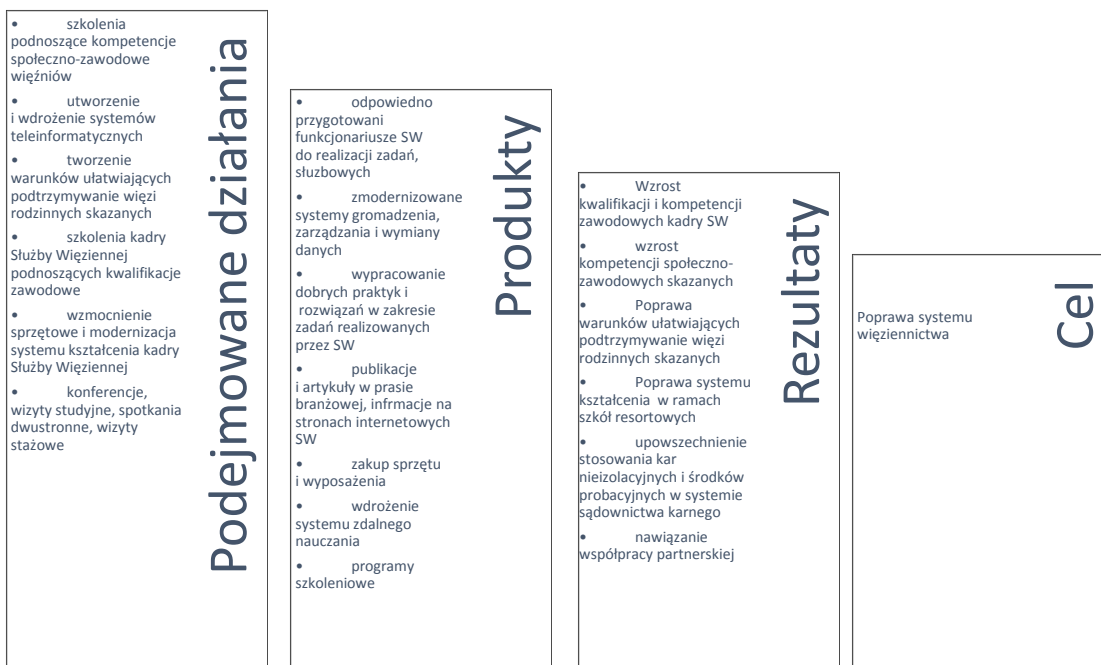 • szkolenia
podnoszące kompetencje
społeczno-zawodowe
więźniów
• utworzenie
i wdrożenie systemów
teleinformatycznych
• tworzenie
warunków ułatwiających
podtrzymywanie więzi
rodzinnych skazanych
• szkolenia kadry
Służby Więziennej
podnoszących kwalifikacje
zawodowe
• wzmocnienie
sprzętowe i modernizacja
systemu kształcenia kadry
Służby Więziennej
• konferencje,
wizyty studyjne, spotkania
dwustronne, wizyty
stażowe
Podejmowane działania
• odpowiedno
przygotowani
funkcjonariusze SW
do realizacji zadań,
słuzbowych
• zmodernizowane
systemy gromadzenia,
zarządzania i wymiany
danych
• wypracowanie
dobrych praktyk i
rozwiązań w zakresie
zadań realizowanych
przez SW
• publikacje
i artykuły w prasie
branżowej, infrmacje na
stronach internetowych
SW
• zakup sprzętu
i wyposażenia
• wdrożenie
systemu zdalnego
nauczania
• programy
szkoleniowe
Produkty
• Wzrost
kwalifikacji i kompetencji
zawodowych kadry SW
• wzrost
kompetencji społeczno-
zawodowych skazanych
• Poprawa
warunków ułatwiających
podtrzymywanie więzi
rodzinnych skazanych
• Poprawa systemu
kształcenia w ramach
szkół resortowych
• upowszechnienie
stosowania kar
nieizolacyjnych i środków
probacyjnych w systemie
sądownictwa karnego
• nawiązanie
współpracy partnerskiej
Rezultaty
Poprawa systemu
więziennictwa
Cel